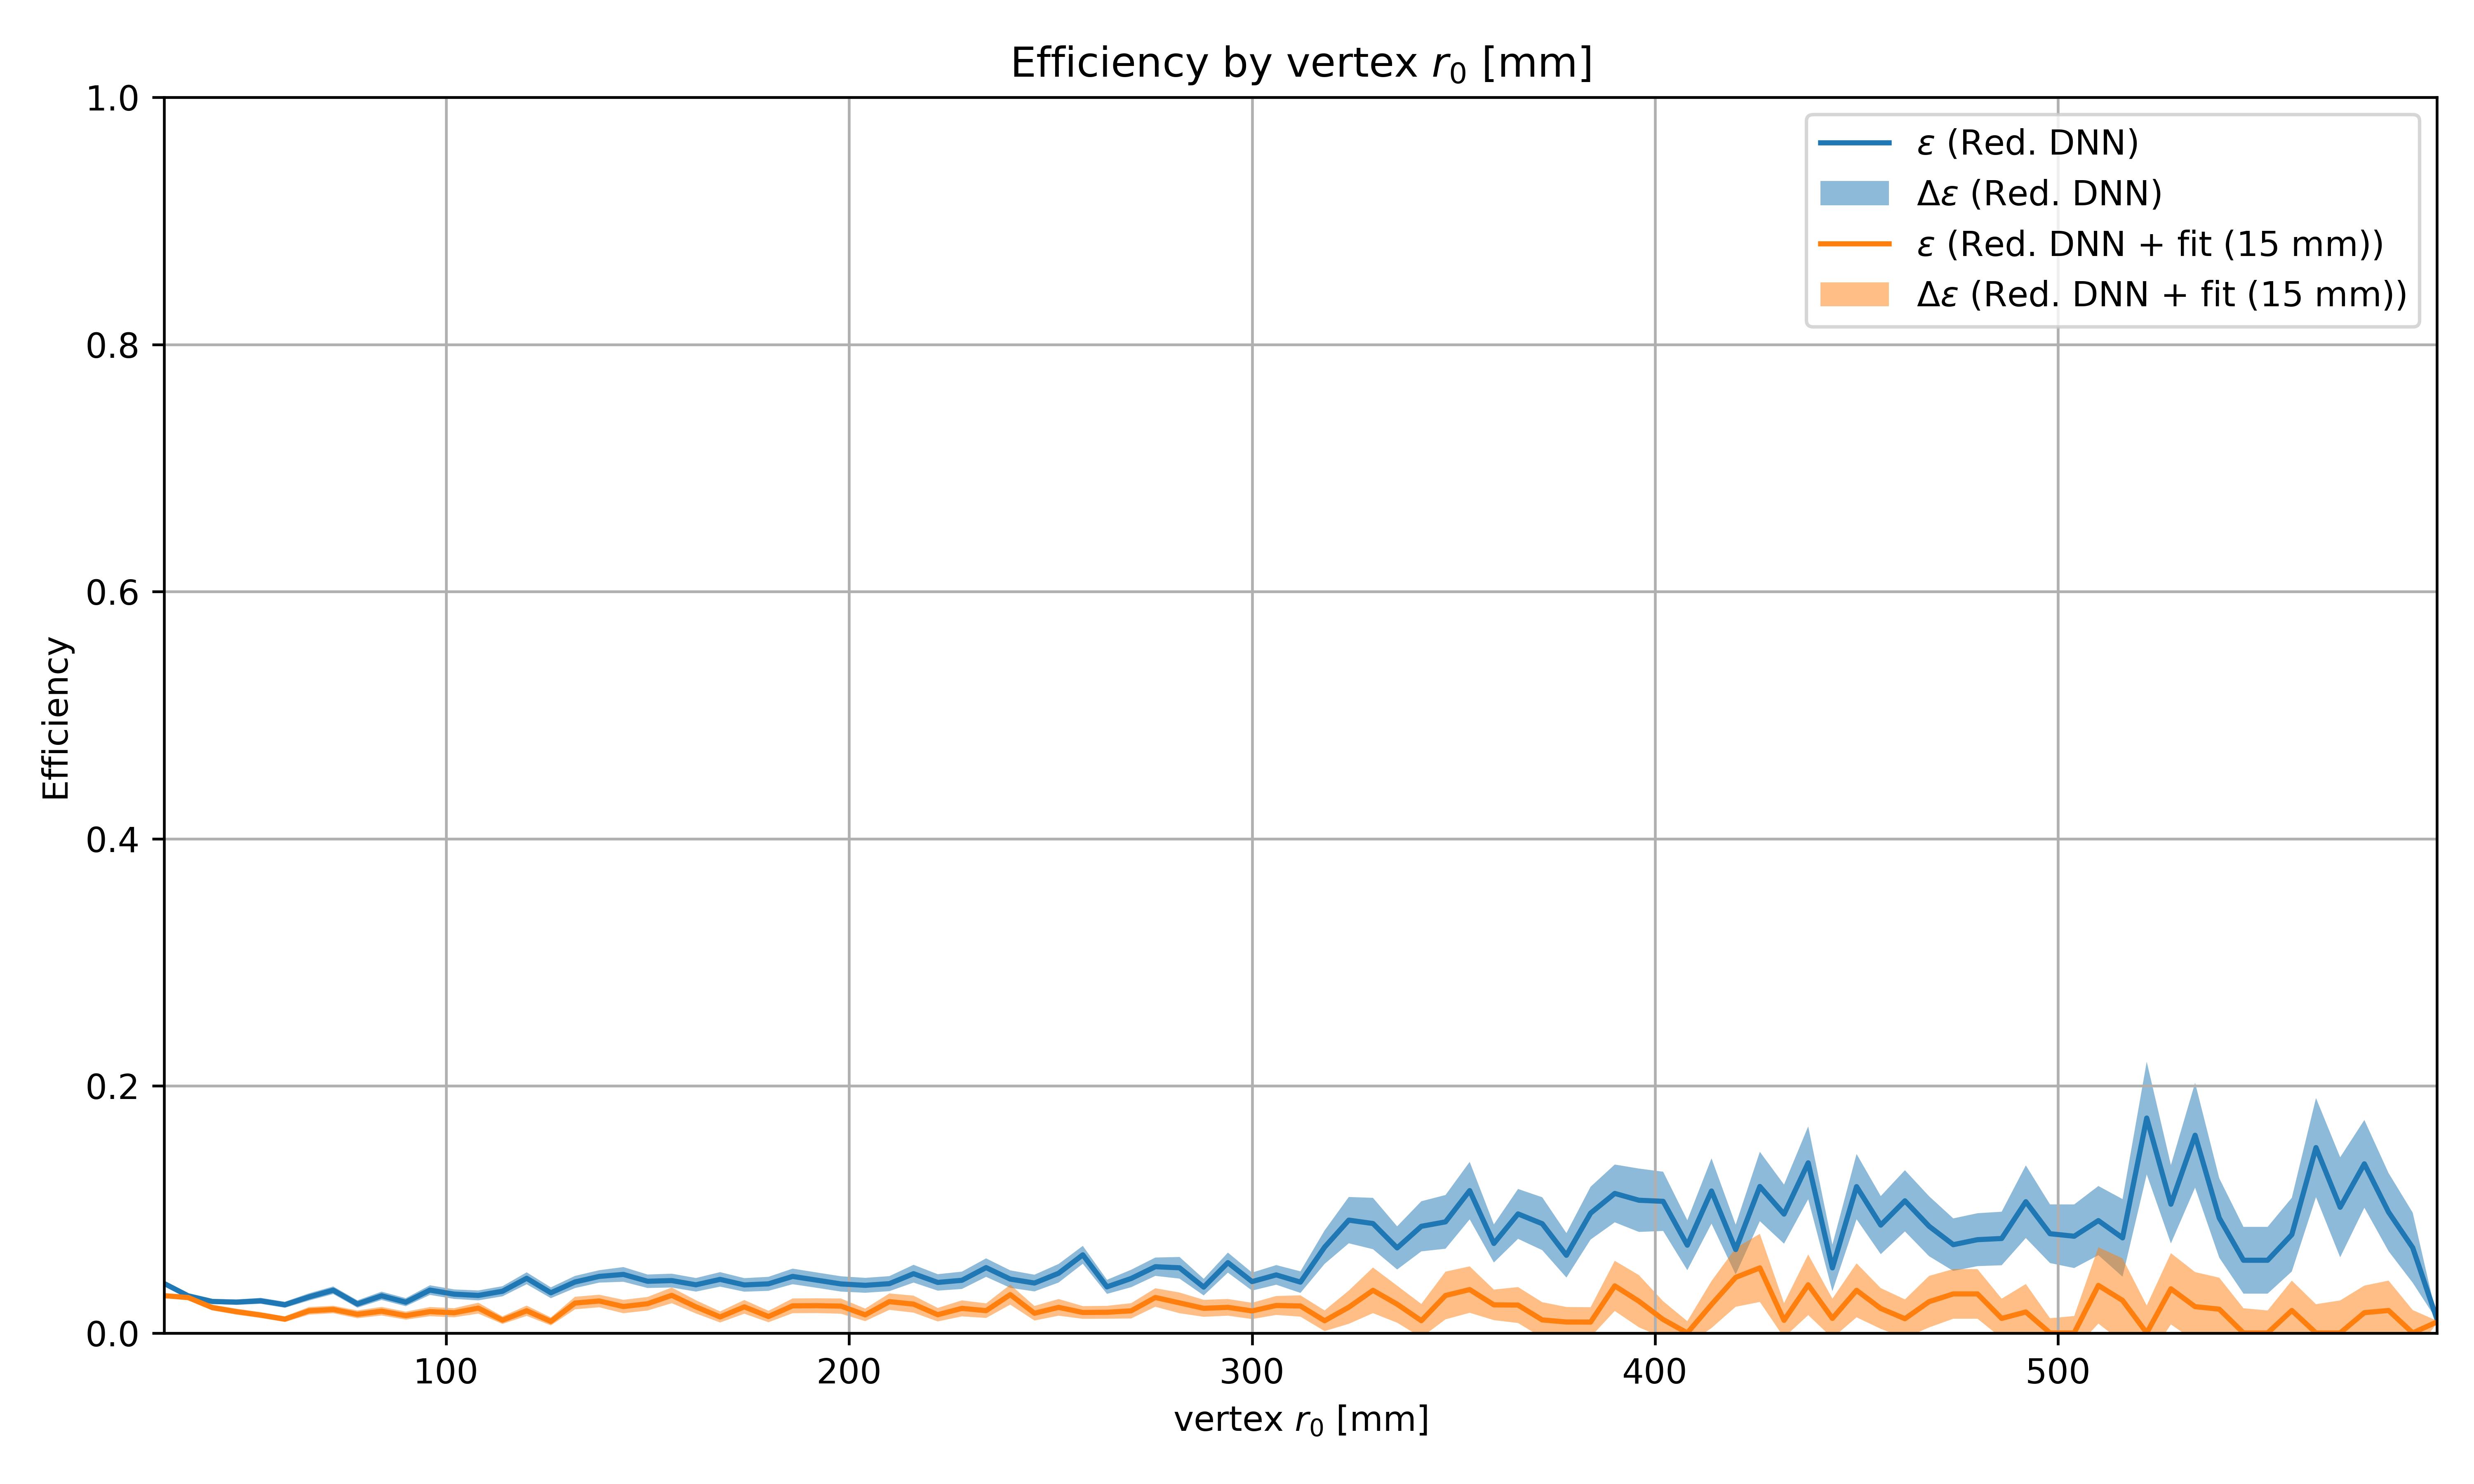 Efficiency by vertex r₀ [mm]
1.0
0.8
0.6
0.4
0.2
0.0
Efficiency
ε (Red. DNN)
Δε (Red. DNN)
ε (Red. DNN + fit (15 mm))
Δε (Red. DNN + fit (15 mm))
100 200 300 400 500
vertex r₀ [mm]